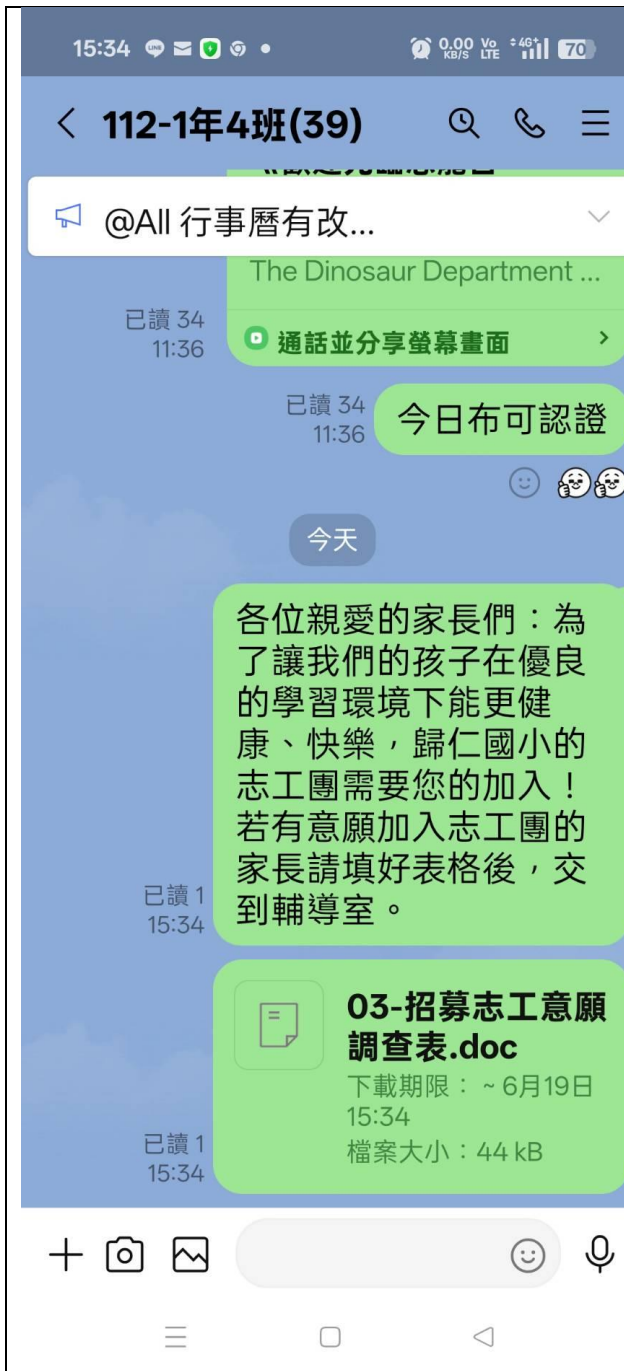 15:34
0.00 KB/S
Vo LTE
4G+
70
112-1年4班(39)
@All 行事曆有改...
The Dinosaur Department ...
已讀 34
11:36
通話並分享螢幕畫面
已讀 34
11:36
今日布可認證
今天
各位親愛的家長們：為
了讓我們的孩子在優良
的學習環境下能更健
康、快樂，歸仁國小的
志工團需要您的加入！
若有意願加入志工團的
家長請填好表格後，交
到輔導室。
已讀 1
15:34
03-招募志工意願
調查表.doc
下載期限：~ 6月19日
15:34
檔案大小：44 kB
已讀 1
15:34